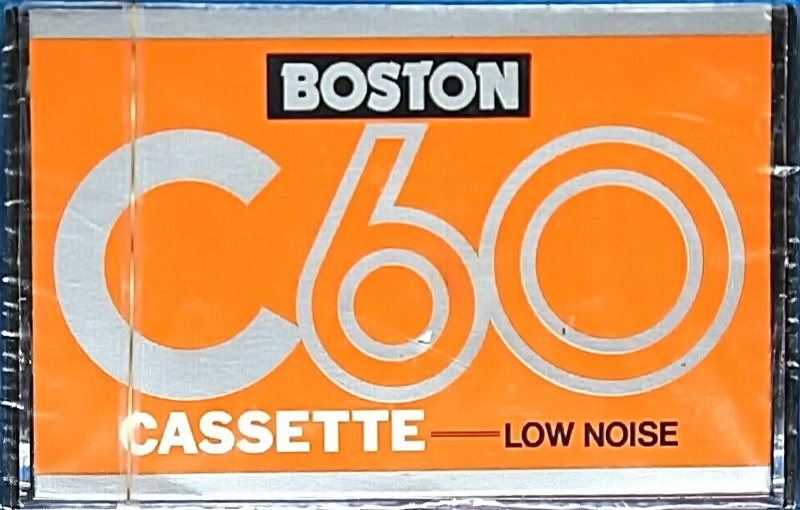 BOSTON
C60
CASSETTE — LOW NOISE